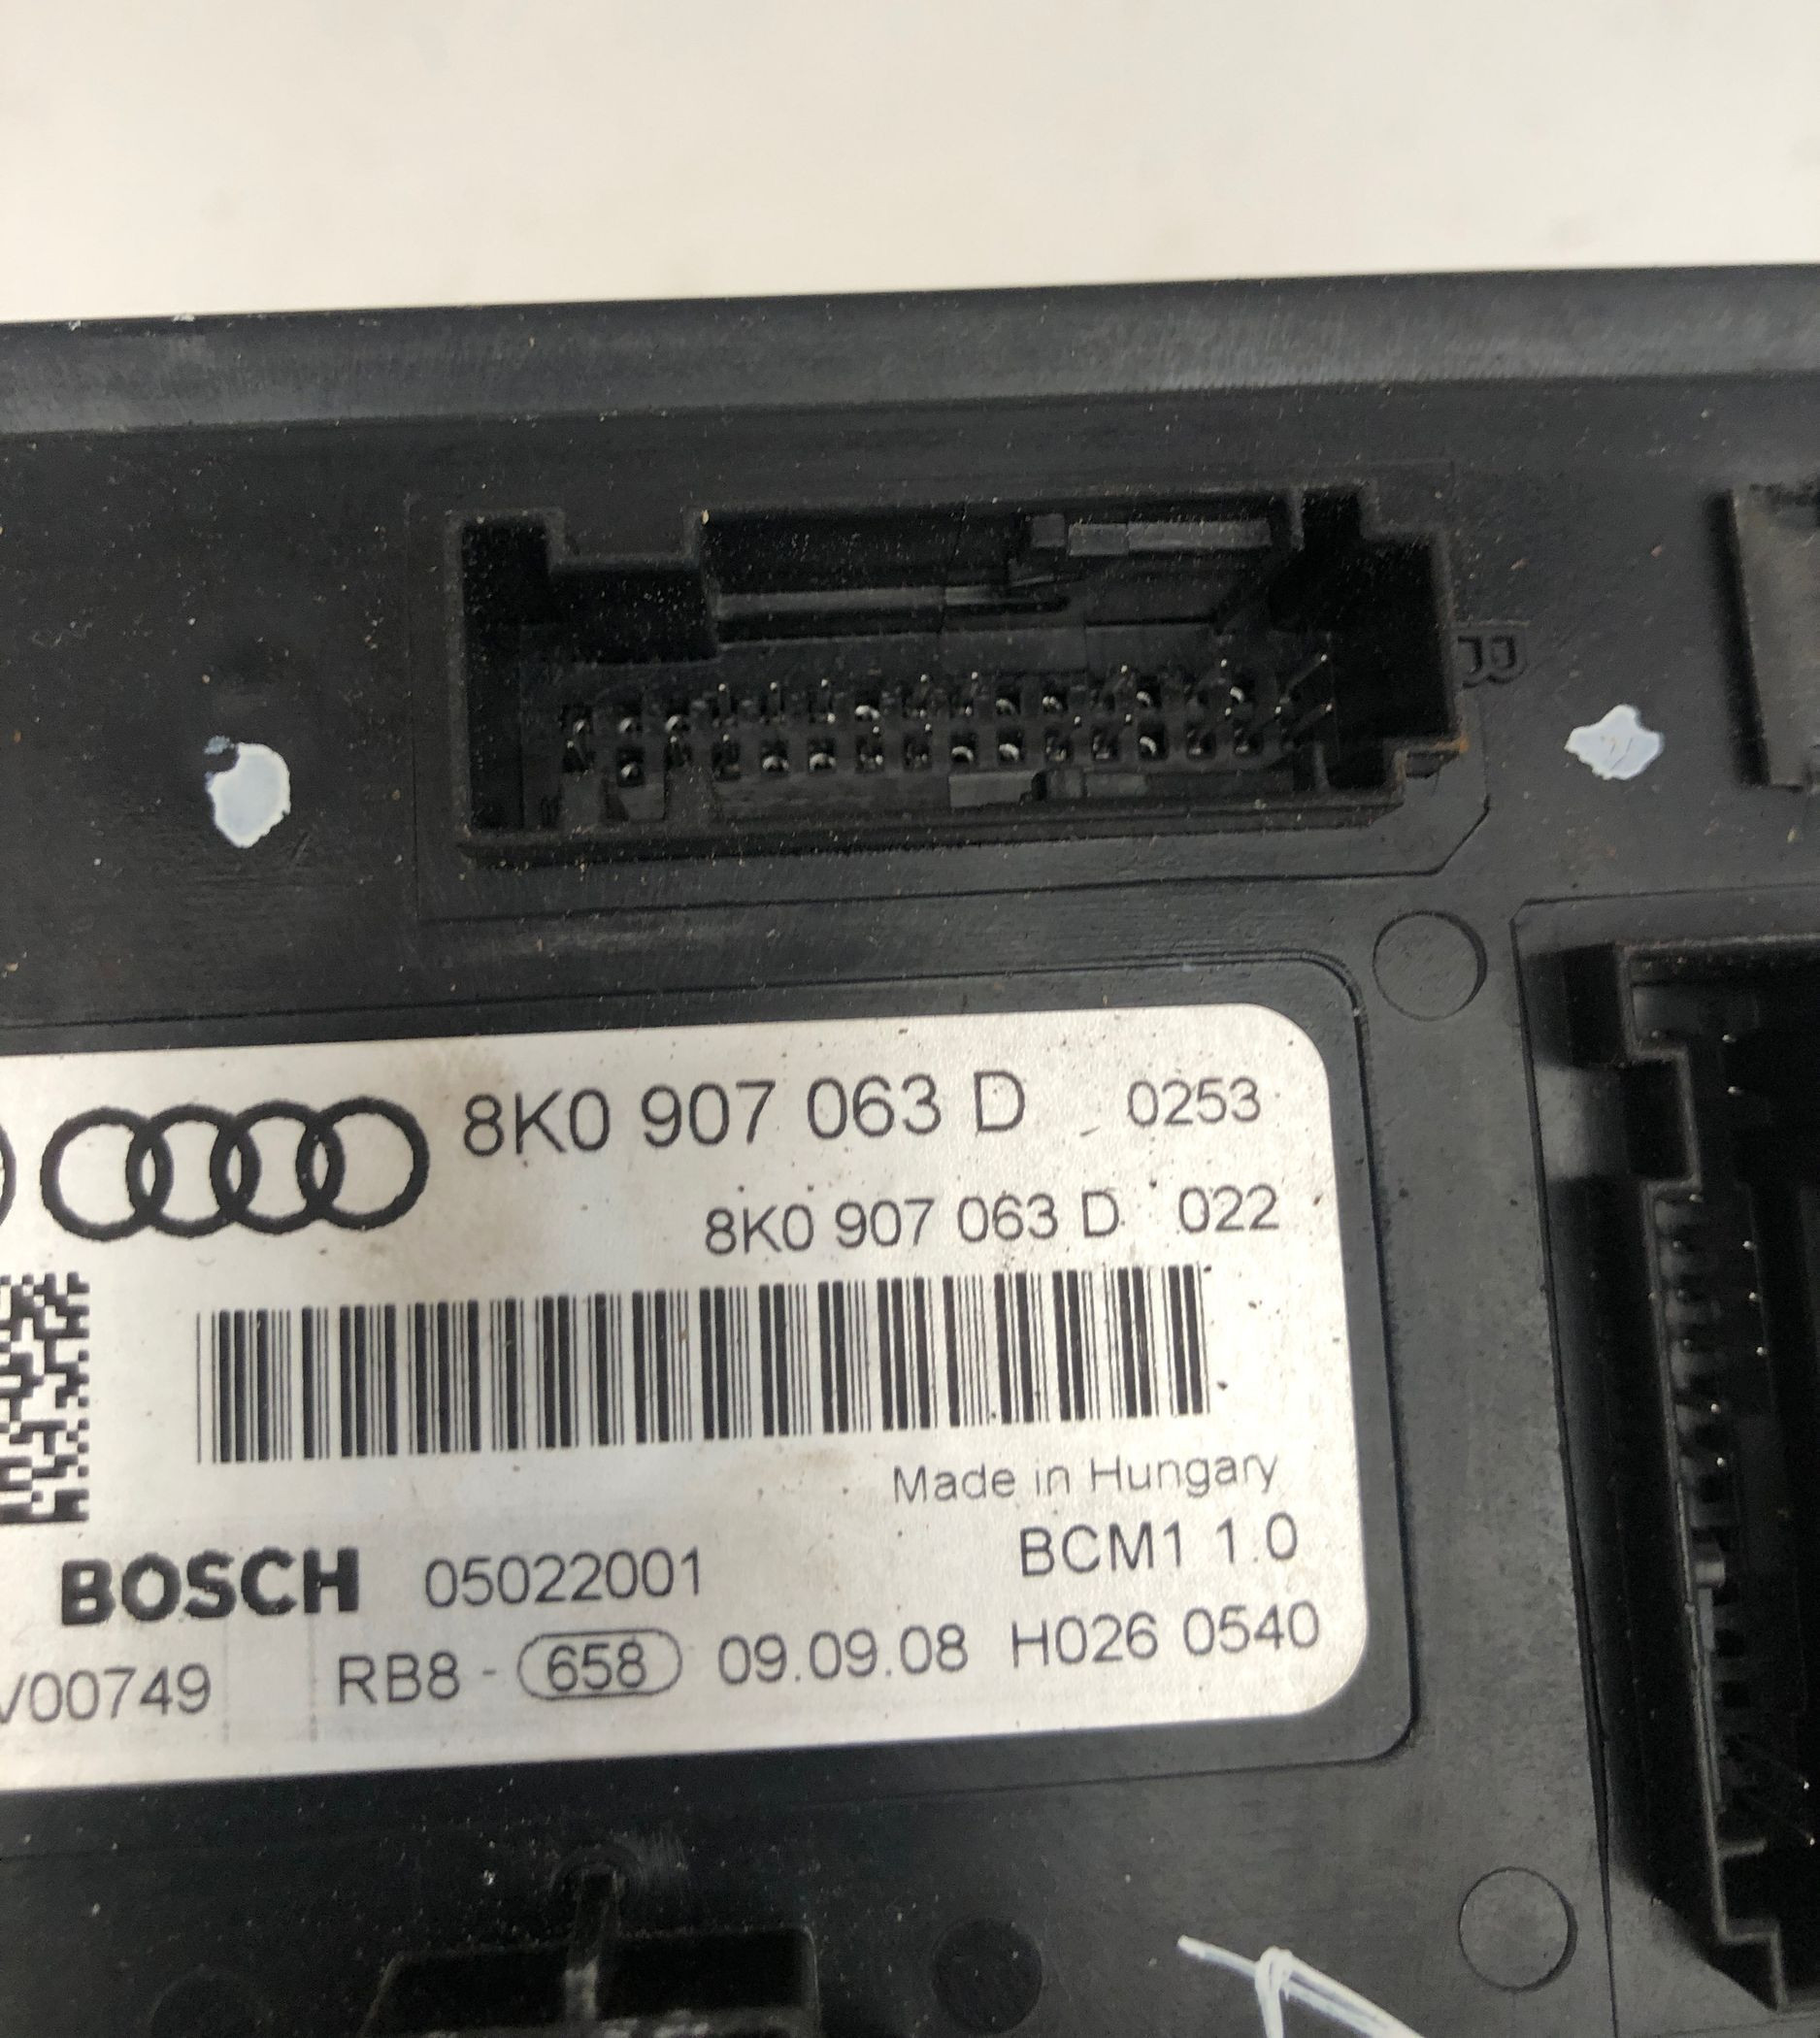 8K0 907 063 D 0253
8K0 907 063 D 022
Made in Hungary
BCM1 1.0
BOSCH 05022001
V00749 RB8 - 658 09.09.08 H026 0540